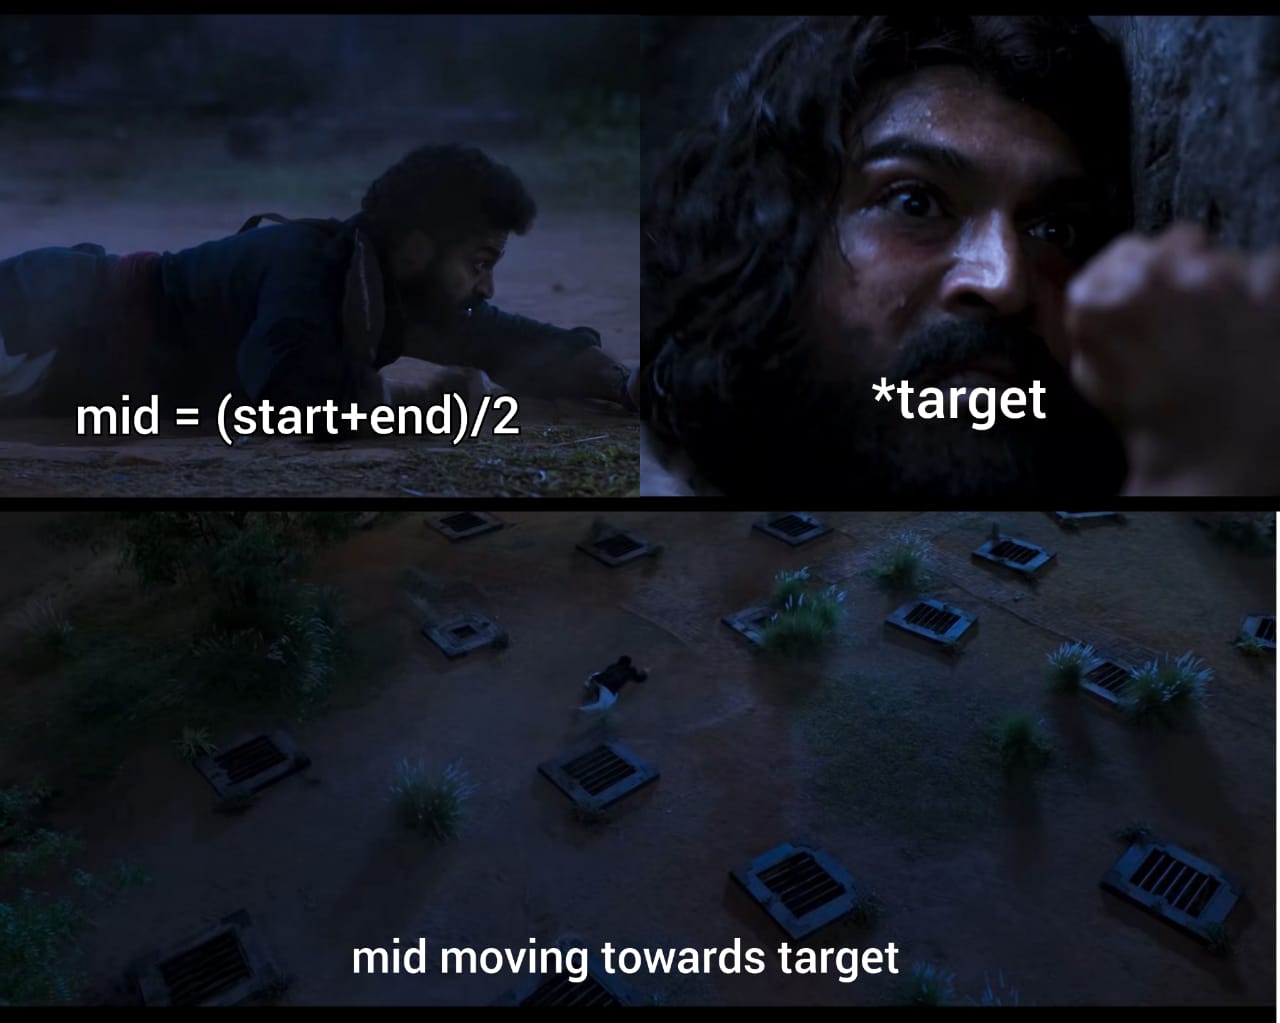 mid = (start+end)/2
*target
mid moving towards target